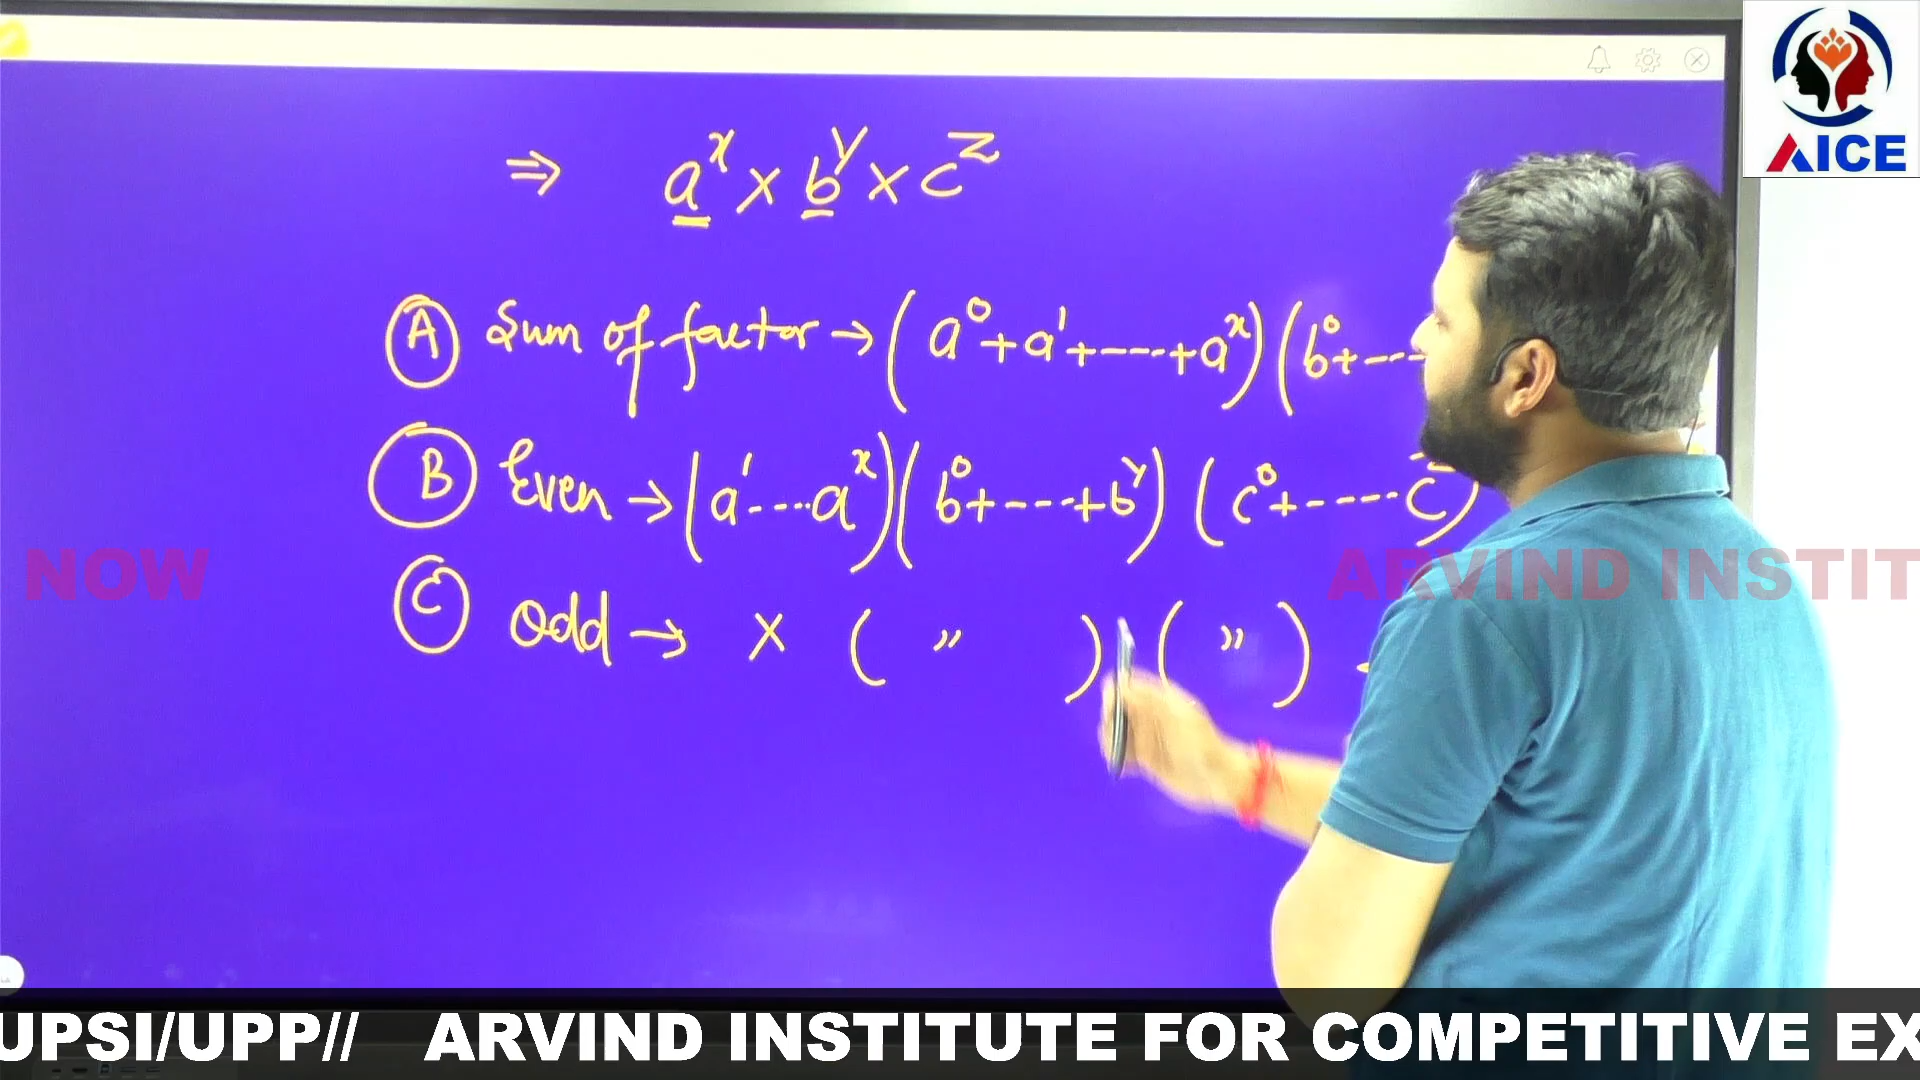 AICE
⇒ a^x × b^y × c^z
(A) Sum of factor → (a^0 + a^1 + ---- + a^x) (b^0 + ---
(B) Even → (a^1 ---- a^x) (b^0 + ---- + b^y) (c^0 + ---- c^z)
NOW ARVIND INSTIT
(C) Odd → × ( " ) ( " )
UPSI/UPP// ARVIND INSTITUTE FOR COMPETITIVE EX